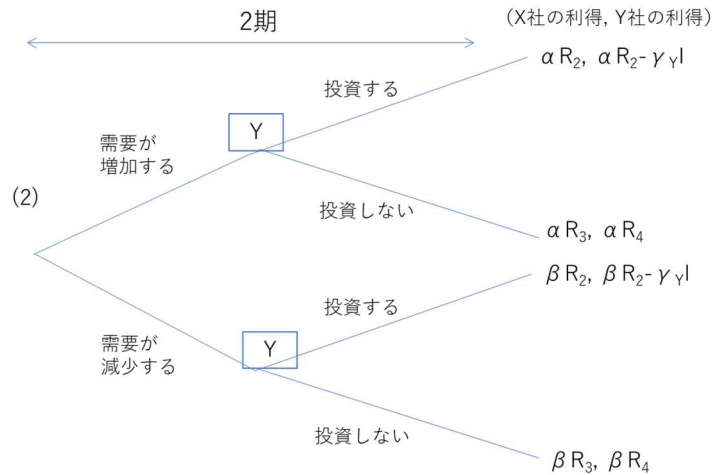 2期
（X社の利得, Y社の利得）
αR₂, αR₂-γ_YI
投資する
Y
需要が
増加する
(2)
投資しない
αR₃, αR₄
βR₂, βR₂-γ_YI
投資する
Y
需要が
減少する
投資しない
βR₃, βR₄